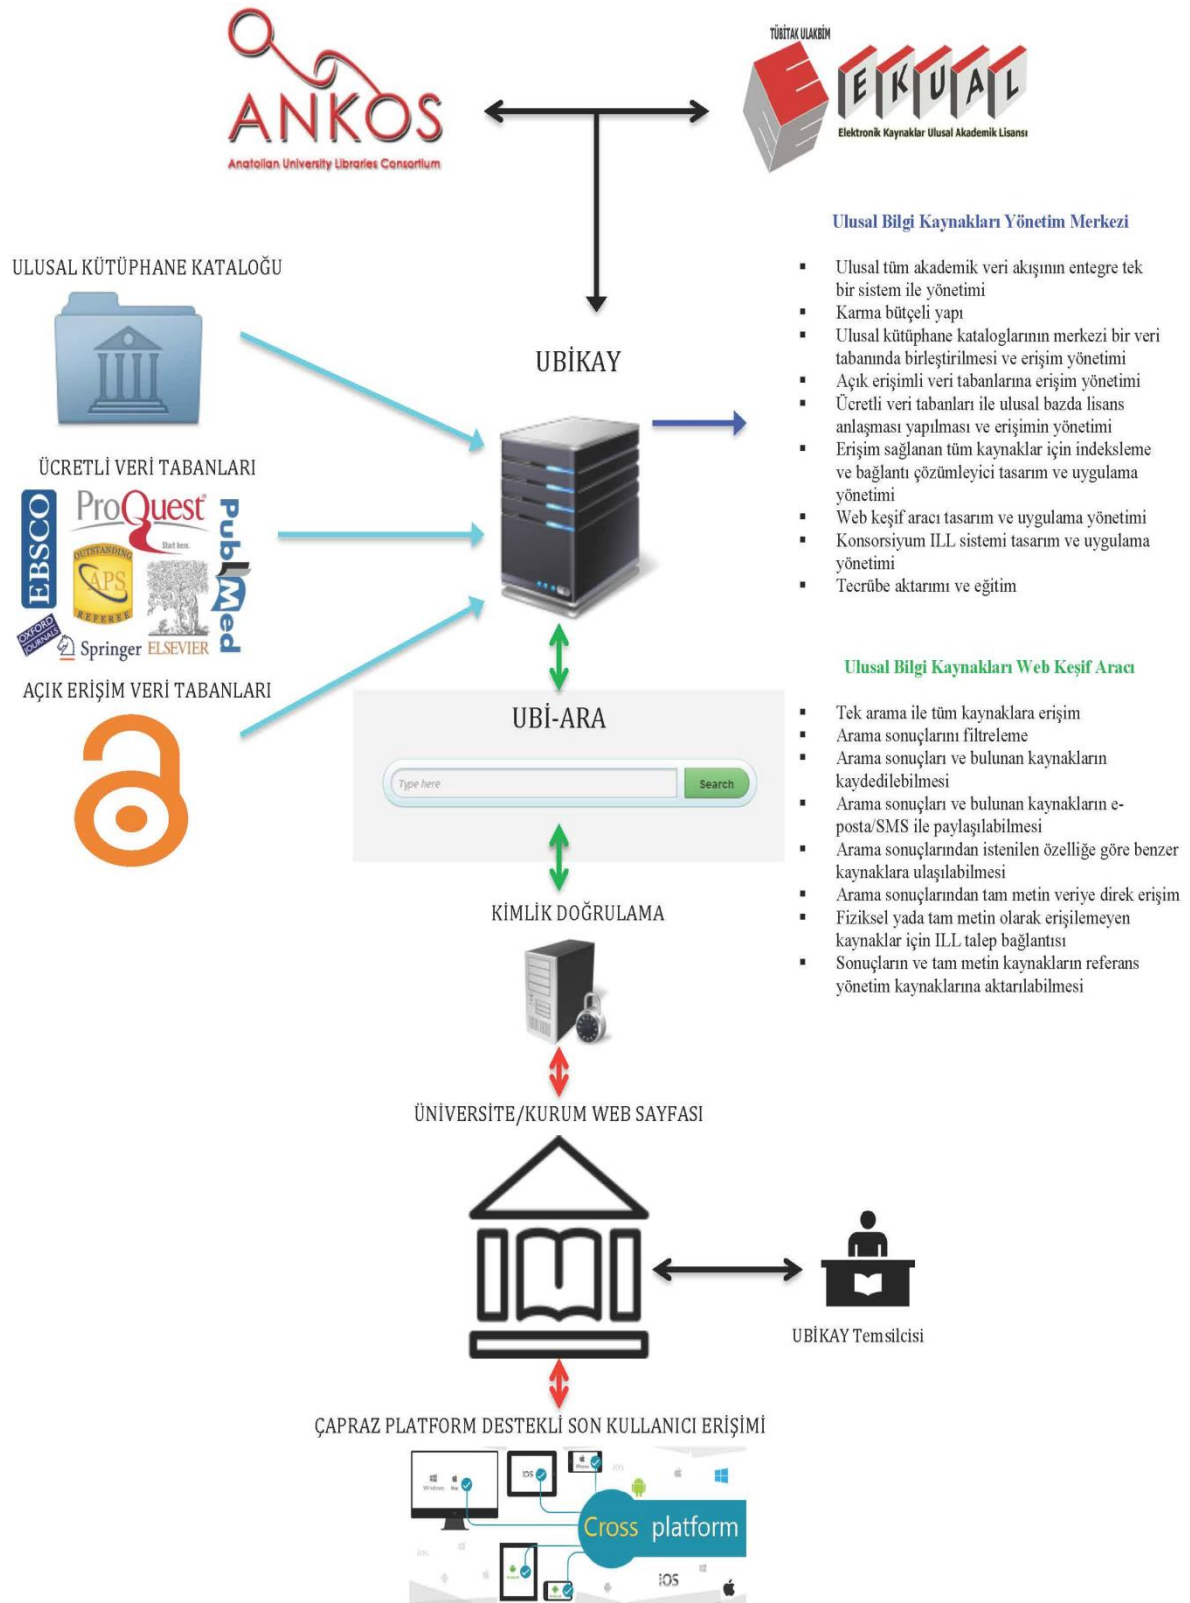 ANKOS
Anatolian University Libraries Consortium
TÜBİTAK ULAKBİM
EKUAL
Elektronik Kaynaklar Ulusal Akademik Lisansı
ULUSAL KÜTÜPHANE KATALOĞU
ÜCRETLİ VERİ TABANLARI
EBSCO
ProQuest
Start here.
PubMed
OUTSTANDING
APS
REFEREE
OXFORD
JOURNALS
Springer
ELSEVIER
AÇIK ERİŞİM VERİ TABANLARI
UBİKAY
Ulusal Bilgi Kaynakları Yönetim Merkezi
▪ Ulusal tüm akademik veri akışının entegre tek
bir sistem ile yönetimi
▪ Karma bütçeli yapı
▪ Ulusal kütüphane kataloglarının merkezi bir veri
tabanında birleştirilmesi ve erişim yönetimi
▪ Açık erişimli veri tabanlarına erişim yönetimi
▪ Ücretli veri tabanları ile ulusal bazda lisans
anlaşması yapılması ve erişimin yönetimi
▪ Erişim sağlanan tüm kaynaklar için indeksleme
ve bağlantı çözümleyici tasarım ve uygulama
yönetimi
▪ Web keşif aracı tasarım ve uygulama yönetimi
▪ Konsorsiyum ILL sistemi tasarım ve uygulama
yönetimi
▪ Tecrübe aktarımı ve eğitim
UBİ-ARA
Type here
Search
Ulusal Bilgi Kaynakları Web Keşif Aracı
▪ Tek arama ile tüm kaynaklara erişim
▪ Arama sonuçlarını filtreleme
▪ Arama sonuçları ve bulunan kaynakların
kaydedilebilmesi
▪ Arama sonuçları ve bulunan kaynakların e-
posta/SMS ile paylaşılabilmesi
▪ Arama sonuçlarından istenilen özelliğe göre benzer
kaynaklara ulaşılabilmesi
▪ Arama sonuçlarından tam metin veriye direk erişim
▪ Fiziksel yada tam metin olarak erişilemeyen
kaynaklar için ILL talep bağlantısı
▪ Sonuçların ve tam metin kaynakların referans
yönetim kaynaklarına aktarılabilmesi
KİMLİK DOĞRULAMA
ÜNİVERSİTE/KURUM WEB SAYFASI
UBİKAY Temsilcisi
ÇAPRAZ PLATFORM DESTEKLİ SON KULLANICI ERİŞİMİ
Windows
Mac
iOS
iPhone
iOS
Cross platform
iOS
iOS